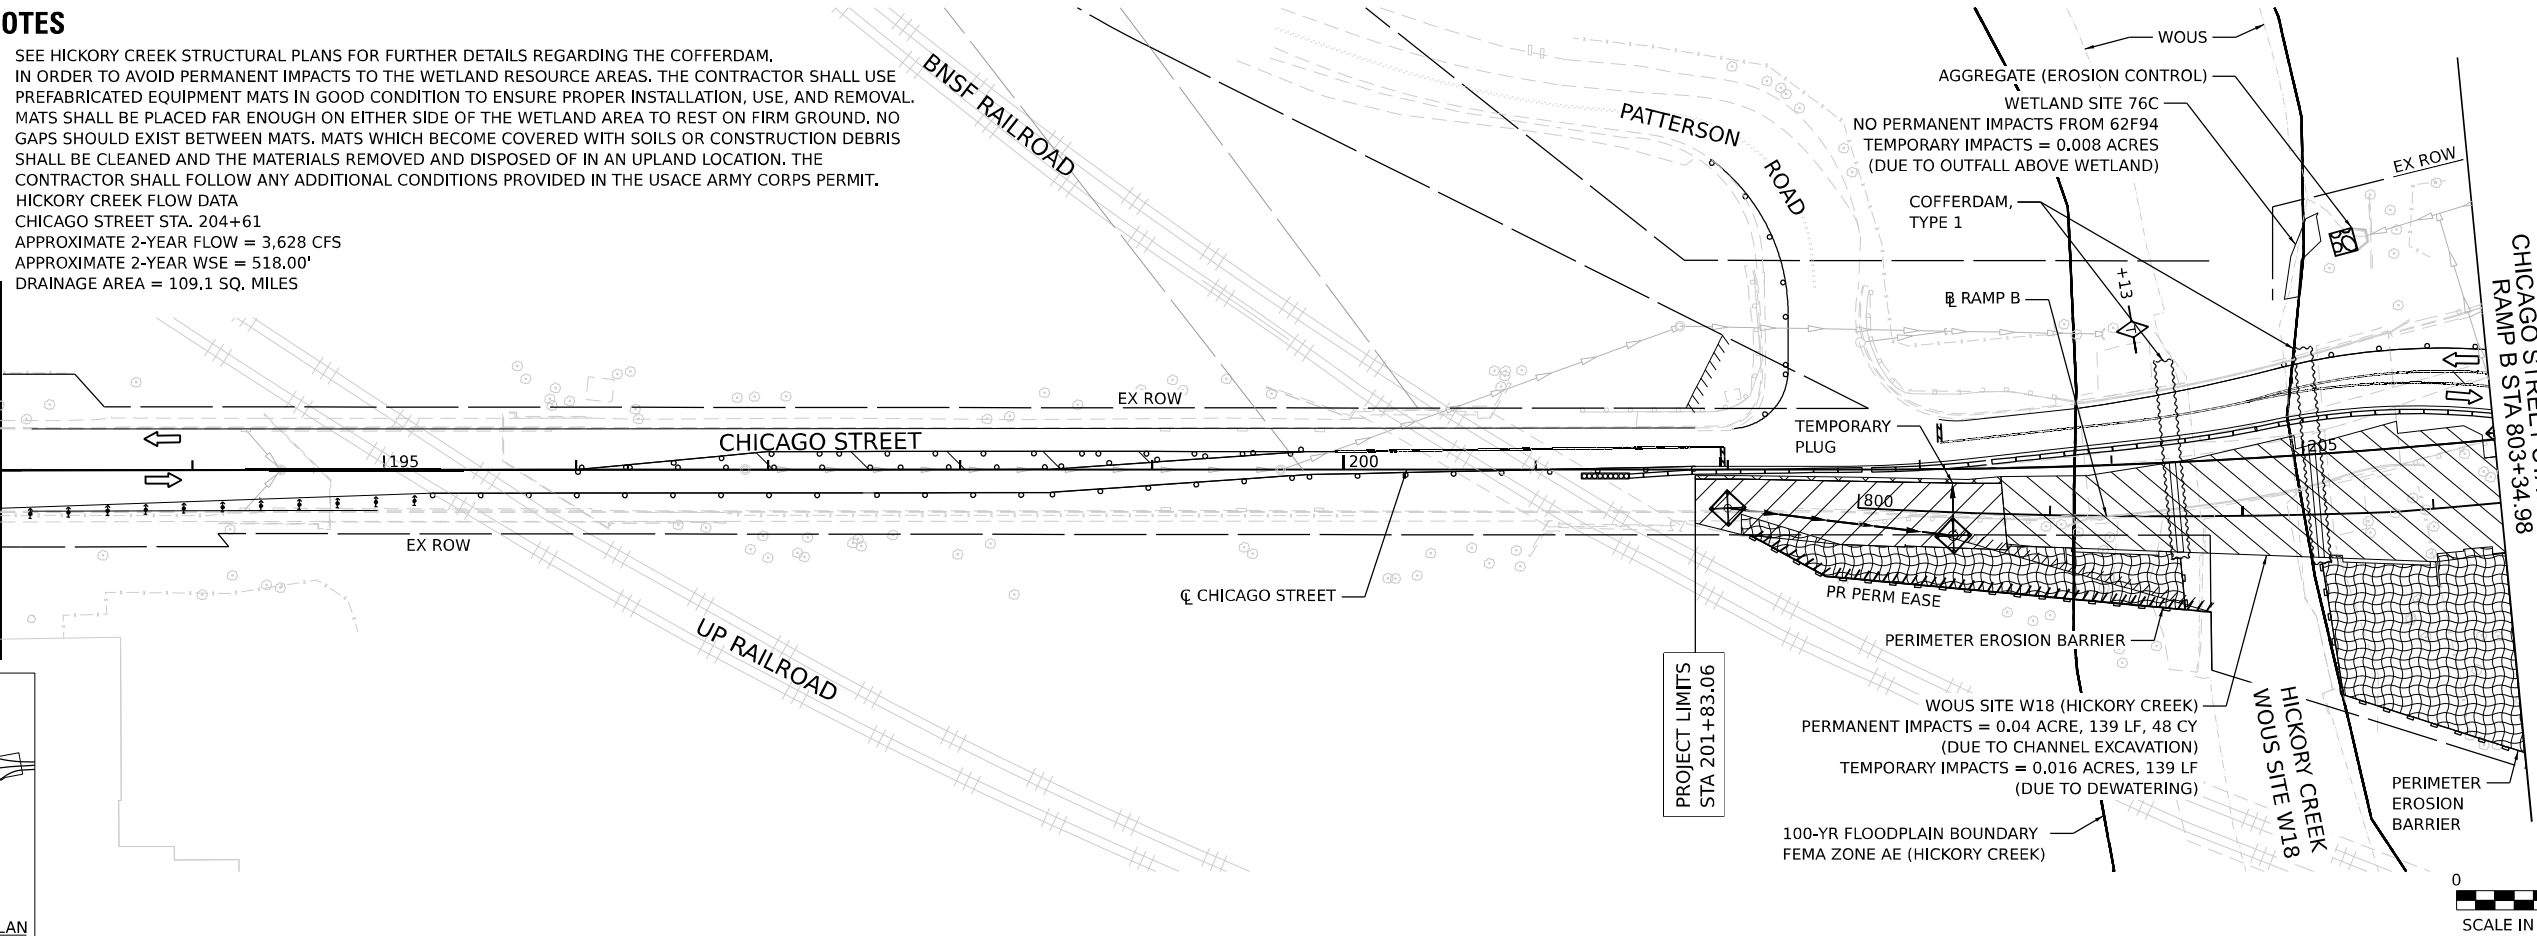 OTES
SEE HICKORY CREEK STRUCTURAL PLANS FOR FURTHER DETAILS REGARDING THE COFFERDAM.
IN ORDER TO AVOID PERMANENT IMPACTS TO THE WETLAND RESOURCE AREAS. THE CONTRACTOR SHALL USE
PREFABRICATED EQUIPMENT MATS IN GOOD CONDITION TO ENSURE PROPER INSTALLATION, USE, AND REMOVAL.
MATS SHALL BE PLACED FAR ENOUGH ON EITHER SIDE OF THE WETLAND AREA TO REST ON FIRM GROUND. NO
GAPS SHOULD EXIST BETWEEN MATS. MATS WHICH BECOME COVERED WITH SOILS OR CONSTRUCTION DEBRIS
SHALL BE CLEANED AND THE MATERIALS REMOVED AND DISPOSED OF IN AN UPLAND LOCATION. THE
CONTRACTOR SHALL FOLLOW ANY ADDITIONAL CONDITIONS PROVIDED IN THE USACE ARMY CORPS PERMIT.
HICKORY CREEK FLOW DATA
CHICAGO STREET STA. 204+61
APPROXIMATE 2-YEAR FLOW = 3,628 CFS
APPROXIMATE 2-YEAR WSE = 518.00'
DRAINAGE AREA = 109.1 SQ. MILES
BNSF RAILROAD
PATTERSON
ROAD
WOUS
AGGREGATE (EROSION CONTROL)
WETLAND SITE 76C
NO PERMANENT IMPACTS FROM 62F94
TEMPORARY IMPACTS = 0.008 ACRES
(DUE TO OUTFALL ABOVE WETLAND)
EX ROW
COFFERDAM,
TYPE 1
+13
℄ RAMP B
RAMP B STA 803+34.98
EX ROW
CHICAGO STREET
TEMPORARY
PLUG
195
200
205
800
EX ROW
℄ CHICAGO STREET
PR PERM EASE
UP RAILROAD
PERIMETER EROSION BARRIER
PROJECT LIMITS
STA 201+83.06
WOUS SITE W18 (HICKORY CREEK)
PERMANENT IMPACTS = 0.04 ACRE, 139 LF, 48 CY
(DUE TO CHANNEL EXCAVATION)
TEMPORARY IMPACTS = 0.016 ACRES, 139 LF
(DUE TO DEWATERING)
HICKORY CREEK
WOUS SITE W18
PERIMETER
EROSION
BARRIER
100-YR FLOODPLAIN BOUNDARY
FEMA ZONE AE (HICKORY CREEK)
0
SCALE IN
LAN